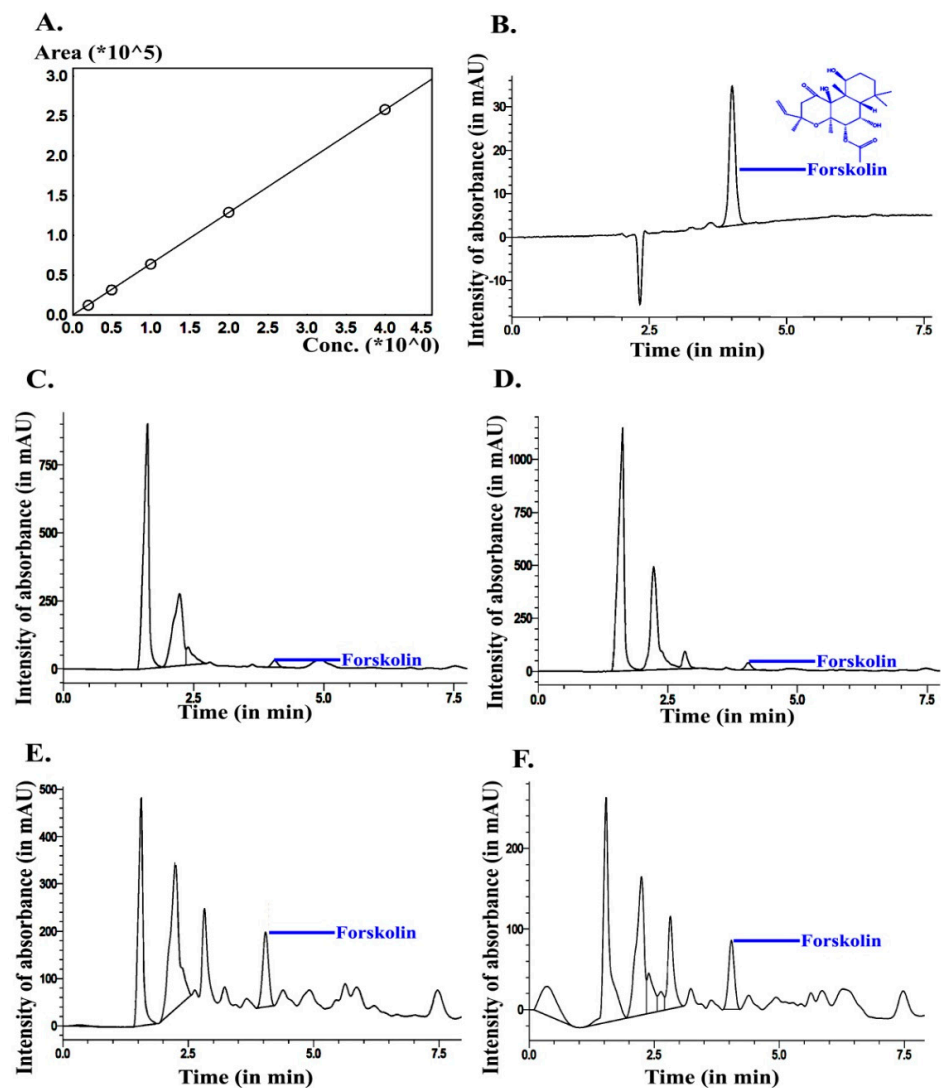 A.
Area (*10^5)
3.0
2.5
2.0
1.5
1.0
0.5
0.0
0.0 0.5 1.0 1.5 2.0 2.5 3.0 3.5 4.0 4.5
Conc. (*10^0)
B.
Intensity of absorbance (in mAU)
30
20
10
0
-10
0.0 2.5 5.0 7.5
Time (in min)
Forskolin
HO
O
HO
H
O
OH
O
O
C.
Intensity of absorbance (in mAU)
750
500
250
0
0.0 2.5 5.0 7.5
Time (in min)
Forskolin
D.
Intensity of absorbance (in mAU)
1000
750
500
250
0
0.0 2.5 5.0 7.5
Time (in min)
Forskolin
E.
Intensity of absorbance (in mAU)
500
400
300
200
100
0
0.0 2.5 5.0 7.5
Time (in min)
Forskolin
F.
Intensity of absorbance (in mAU)
200
100
0
0.0 2.5 5.0 7.5
Time (in min)
Forskolin